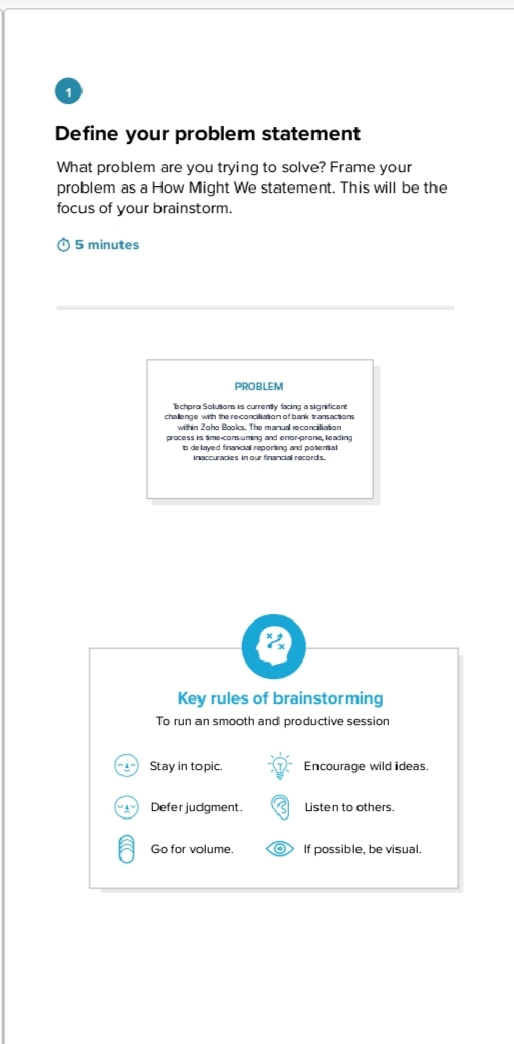 1
Define your problem statement
What problem are you trying to solve? Frame your
problem as a How Might We statement. This will be the
focus of your brainstorm.
5 minutes
PROBLEM
Techpro Solutions is currently facing a significant
challenge with the reconciliation of bank transactions
within Zoho Books. The manual reconciliation
process is time-consuming and error-prone, leading
to delayed financial reporting and potential
inaccuracies in our financial records.
Key rules of brainstorming
To run an smooth and productive session
Stay in topic.
Encourage wild ideas.
Defer judgment.
Listen to others.
Go for volume.
If possible, be visual.